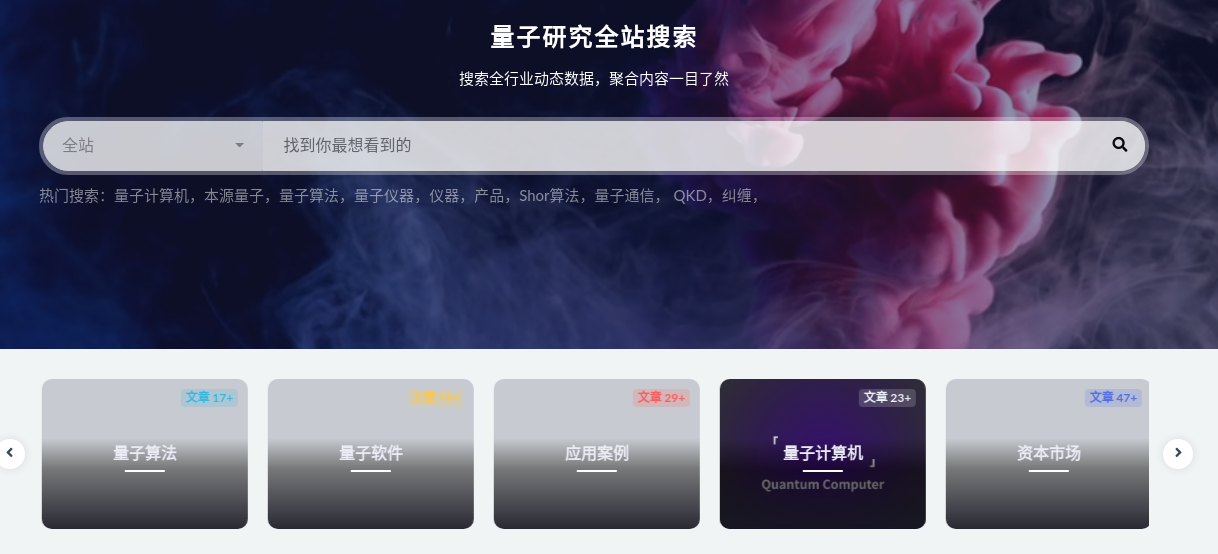 量子研究全站搜索
搜索全行业动态数据，聚合内容一目了然
全站
找到你最想看到的
热门搜索：量子计算机，本源量子，量子算法，量子仪器，仪器，产品，Shor算法，量子通信， QKD，纠缠，
文章 17+
量子算法
文章
量子软件
文章 29+
应用案例
文章 23+
「量子计算机」
Quantum Computer
文章 47+
资本市场